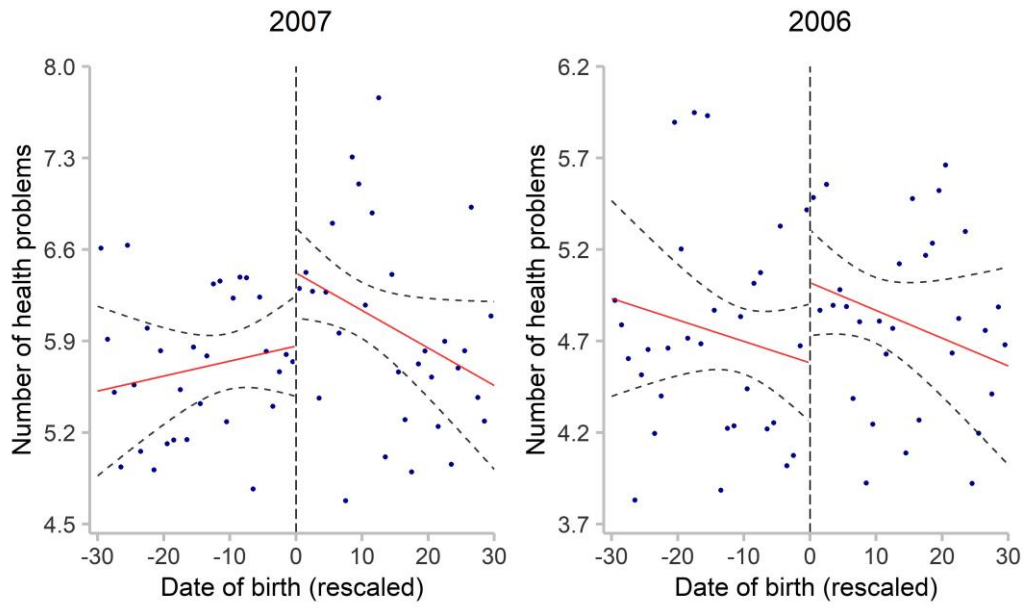 2007
8.0
7.3
6.6
5.9
5.2
4.5
Number of health problems
-30 -20 -10 0 10 20 30
Date of birth (rescaled)
2006
6.2
5.7
5.2
4.7
4.2
3.7
Number of health problems
-30 -20 -10 0 10 20 30
Date of birth (rescaled)